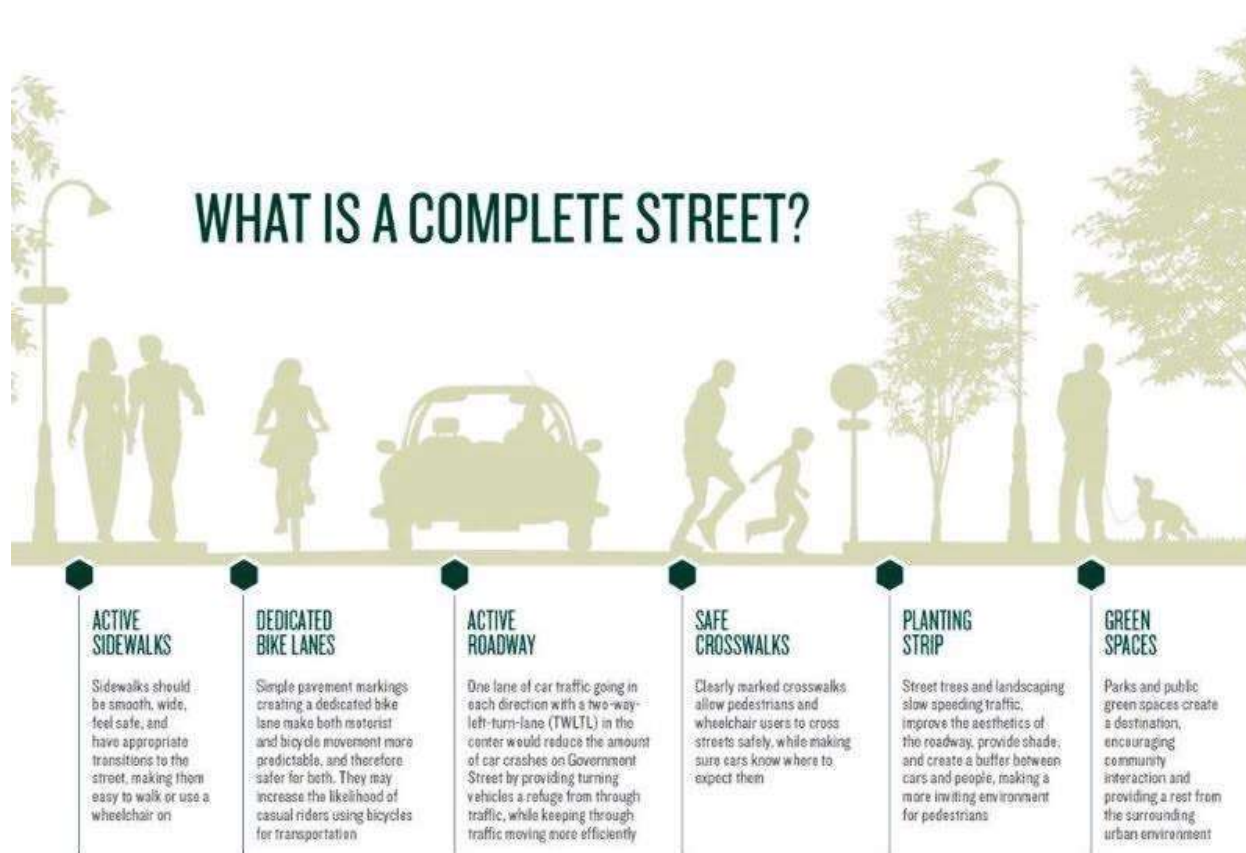 WHAT IS A COMPLETE STREET?
ACTIVE
SIDEWALKS
Sidewalks should
be smooth, wide,
feel safe, and
have appropriate
transitions to the
street, making them
easy to walk or use a
wheelchair on
DEDICATED
BIKE LANES
Simple pavement markings
creating a dedicated bike
lane make both motorist
and bicycle movement more
predictable, and therefore
safer for both. They may
increase the likelihood of
casual riders using bicycles
for transportation
ACTIVE
ROADWAY
One lane of car traffic going in
each direction with a two-way-
left-turn-lane (TWLTL) in the
center would reduce the amount
of car crashes on Government
Street by providing turning
vehicles a refuge from through
traffic, while keeping through
traffic moving more efficiently
SAFE
CROSSWALKS
Clearly marked crosswalks
allow pedestrians and
wheelchair users to cross
streets safely, while making
sure cars know where to
expect them
PLANTING
STRIP
Street trees and landscaping
slow speeding traffic,
improve the aesthetics of
the roadway, provide shade,
and create a buffer between
cars and people, making a
more inviting environment
for pedestrians
GREEN
SPACES
Parks and public
green spaces create
a destination,
encouraging
community
interaction and
providing a rest from
the surrounding
urban environment